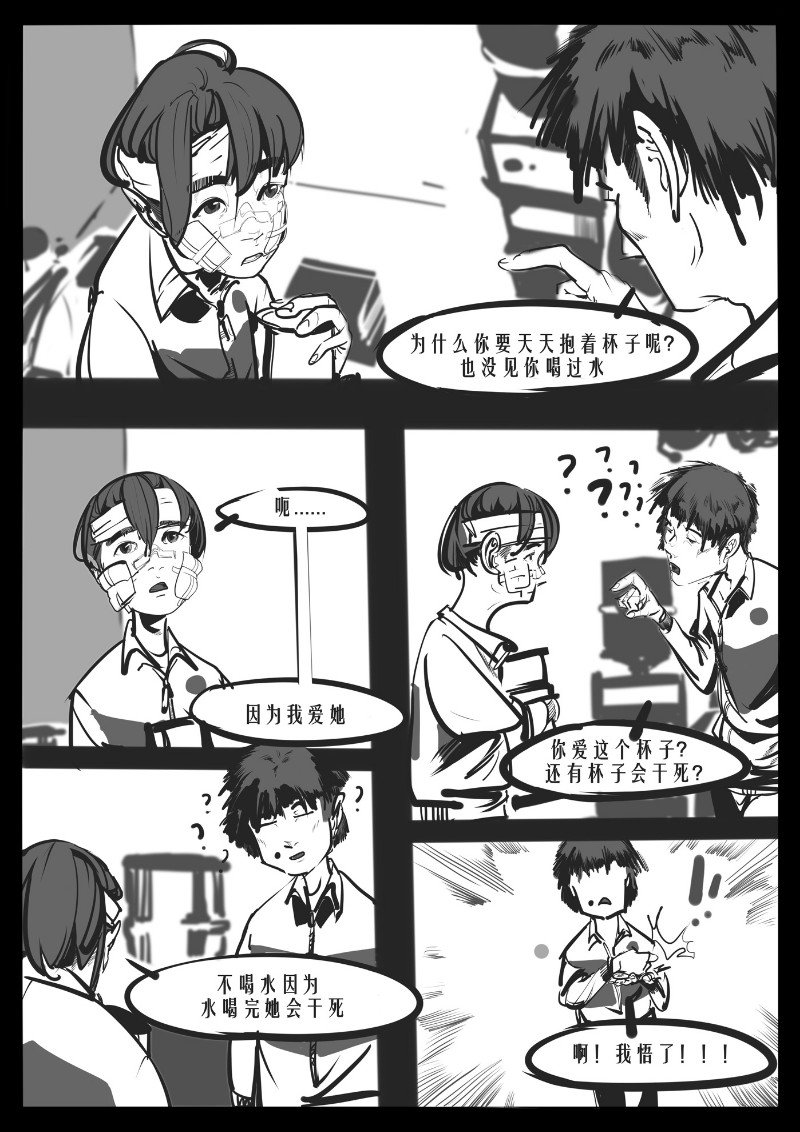 为什么你要天天抱着杯子呢？
也没见你喝过水
呃……
因为我爱她
你爱这个杯子？
还有杯子会干死？
不喝水因为
水喝完她会干死
啊！我悟了！！！